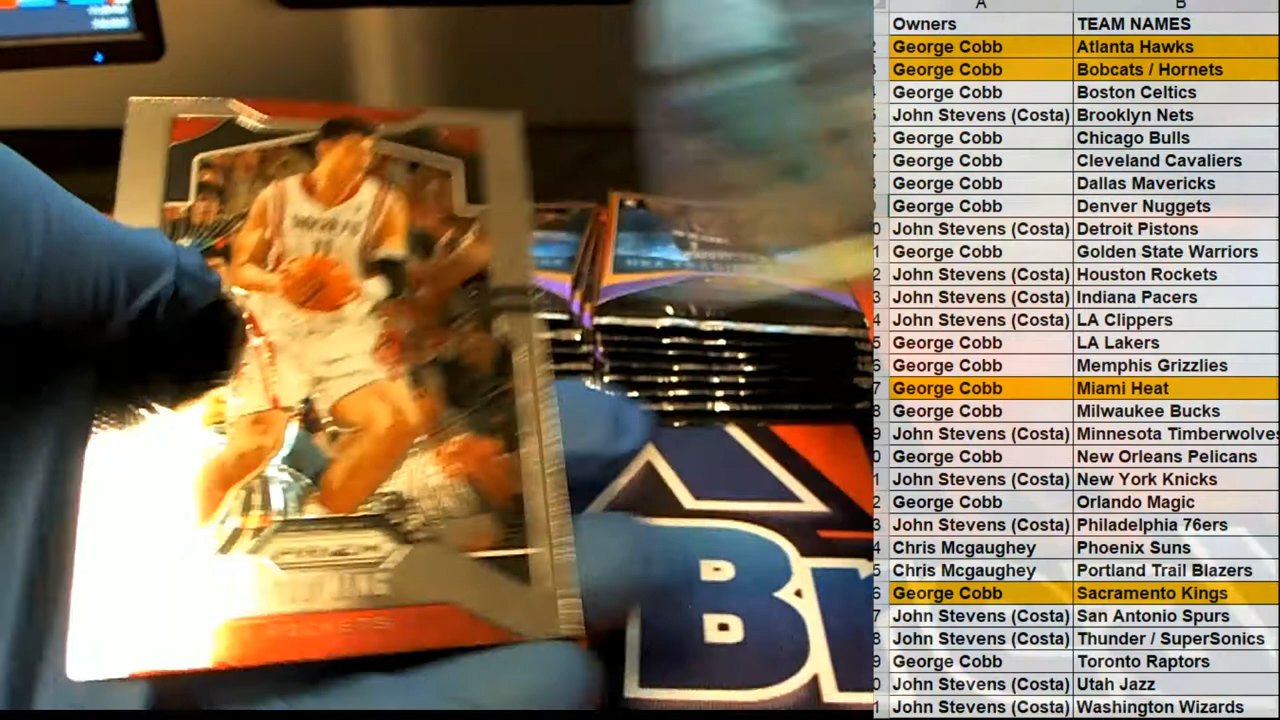 A B
Owners TEAM NAMES
George Cobb Atlanta Hawks
George Cobb Bobcats / Hornets
George Cobb Boston Celtics
John Stevens (Costa) Brooklyn Nets
George Cobb Chicago Bulls
George Cobb Cleveland Cavaliers
George Cobb Dallas Mavericks
George Cobb Denver Nuggets
John Stevens (Costa) Detroit Pistons
George Cobb Golden State Warriors
John Stevens (Costa) Houston Rockets
John Stevens (Costa) Indiana Pacers
John Stevens (Costa) LA Clippers
George Cobb LA Lakers
George Cobb Memphis Grizzlies
George Cobb Miami Heat
George Cobb Milwaukee Bucks
John Stevens (Costa) Minnesota Timberwolves
George Cobb New Orleans Pelicans
John Stevens (Costa) New York Knicks
George Cobb Orlando Magic
John Stevens (Costa) Philadelphia 76ers
Chris Mcgaughey Phoenix Suns
Chris Mcgaughey Portland Trail Blazers
George Cobb Sacramento Kings
John Stevens (Costa) San Antonio Spurs
John Stevens (Costa) Thunder / SuperSonics
George Cobb Toronto Raptors
John Stevens (Costa) Utah Jazz
John Stevens (Costa) Washington Wizards
PRIZM
ROCKETS